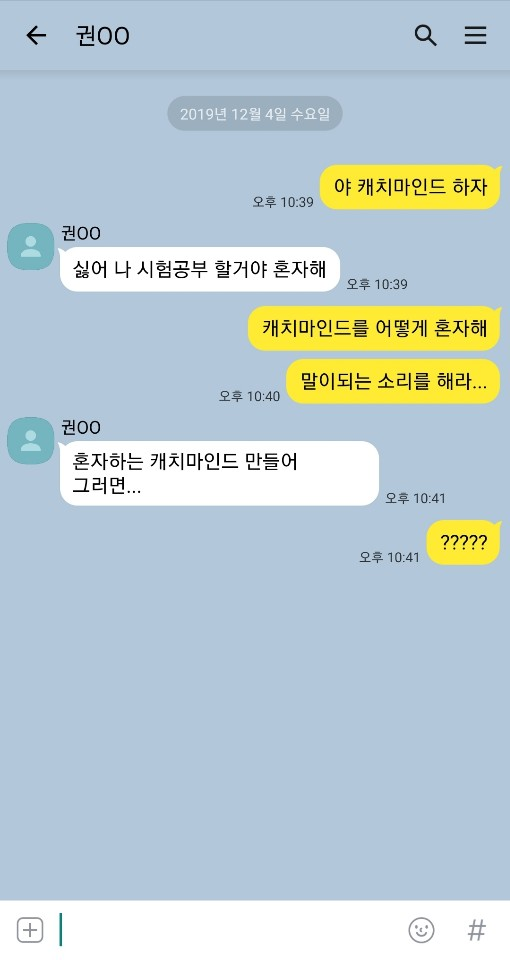 권OO
2019년 12월 4일 수요일
야 캐치마인드 하자
오후 10:39
권OO
싫어 나 시험공부 할거야 혼자해
오후 10:39
캐치마인드를 어떻게 혼자해
말이되는 소리를 해라...
오후 10:40
권OO
혼자하는 캐치마인드 만들어
그러면...
오후 10:41
?????
오후 10:41
#